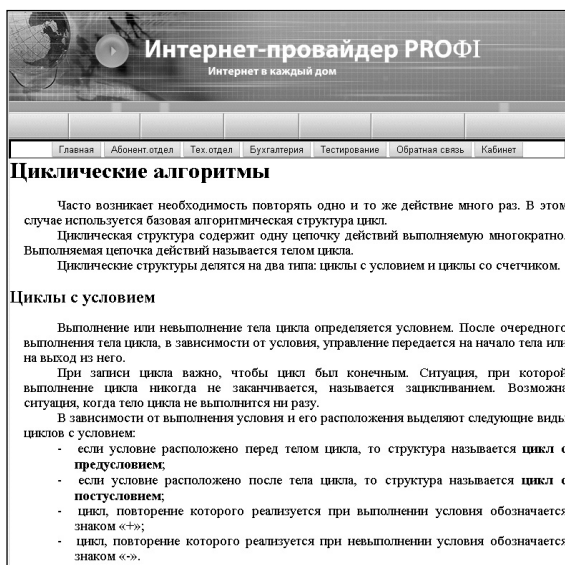 Интернет-провайдер PROФI
Интернет в каждый дом
Главная Абонент.отдел Тех.отдел Бухгалтерия Тестирование Обратная связь Кабинет
Циклические алгоритмы
Часто возникает необходимость повторять одно и то же действие много раз. В этом
случае используется базовая алгоритмическая структура цикл.
Циклическая структура содержит одну цепочку действий выполняемую многократно.
Выполняемая цепочка действий называется телом цикла.
Циклические структуры делятся на два типа: циклы с условием и циклы со счетчиком.
Циклы с условием
Выполнение или невыполнение тела цикла определяется условием. После очередного
выполнения тела цикла, в зависимости от условия, управление передается на начало тела или
на выход из него.
При записи цикла важно, чтобы цикл был конечным. Ситуация, при которой
выполнение цикла никогда не заканчивается, называется зацикливанием. Возможна
ситуация, когда тело цикла не выполнится ни разу.
В зависимости от выполнения условия и его расположения выделяют следующие виды
циклов с условием:
- если условие расположено перед телом цикла, то структура называется цикл с
предусловием;
- если условие расположено после тела цикла, то структура называется цикл с
постусловием;
- цикл, повторение которого реализуется при выполнении условия обозначается
знаком «+»;
- цикл, повторение которого реализуется при невыполнении условия обозначается
знаком «-».